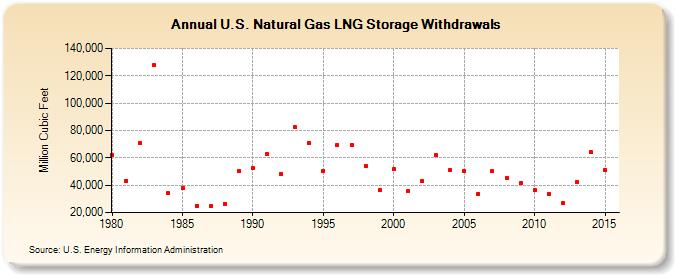 Annual U.S. Natural Gas LNG Storage Withdrawals
Million Cubic Feet
140,000
120,000
100,000
80,000
60,000
40,000
20,000
1980 1985 1990 1995 2000 2005 2010 2015
Source: U.S. Energy Information Administration